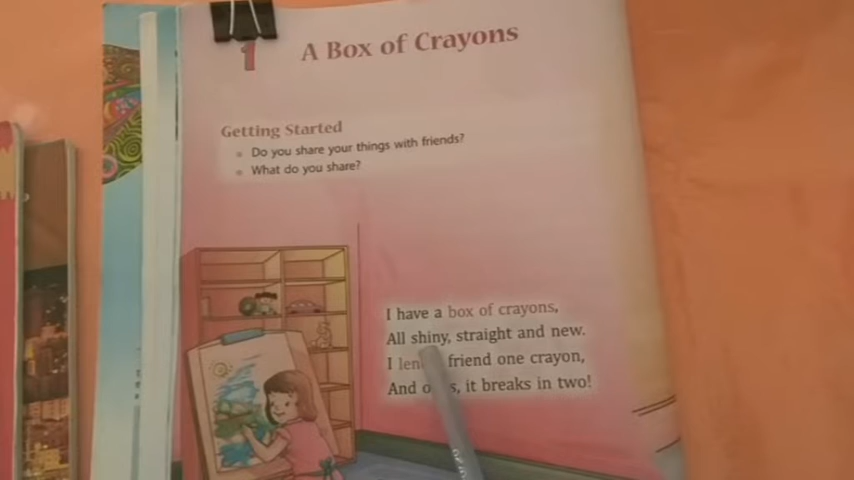 1 A Box of Crayons
Getting Started
Do you share your things with friends?
What do you share?
I have a box of crayons,
All shiny, straight and new.
I friend one crayon,
And it breaks in two!